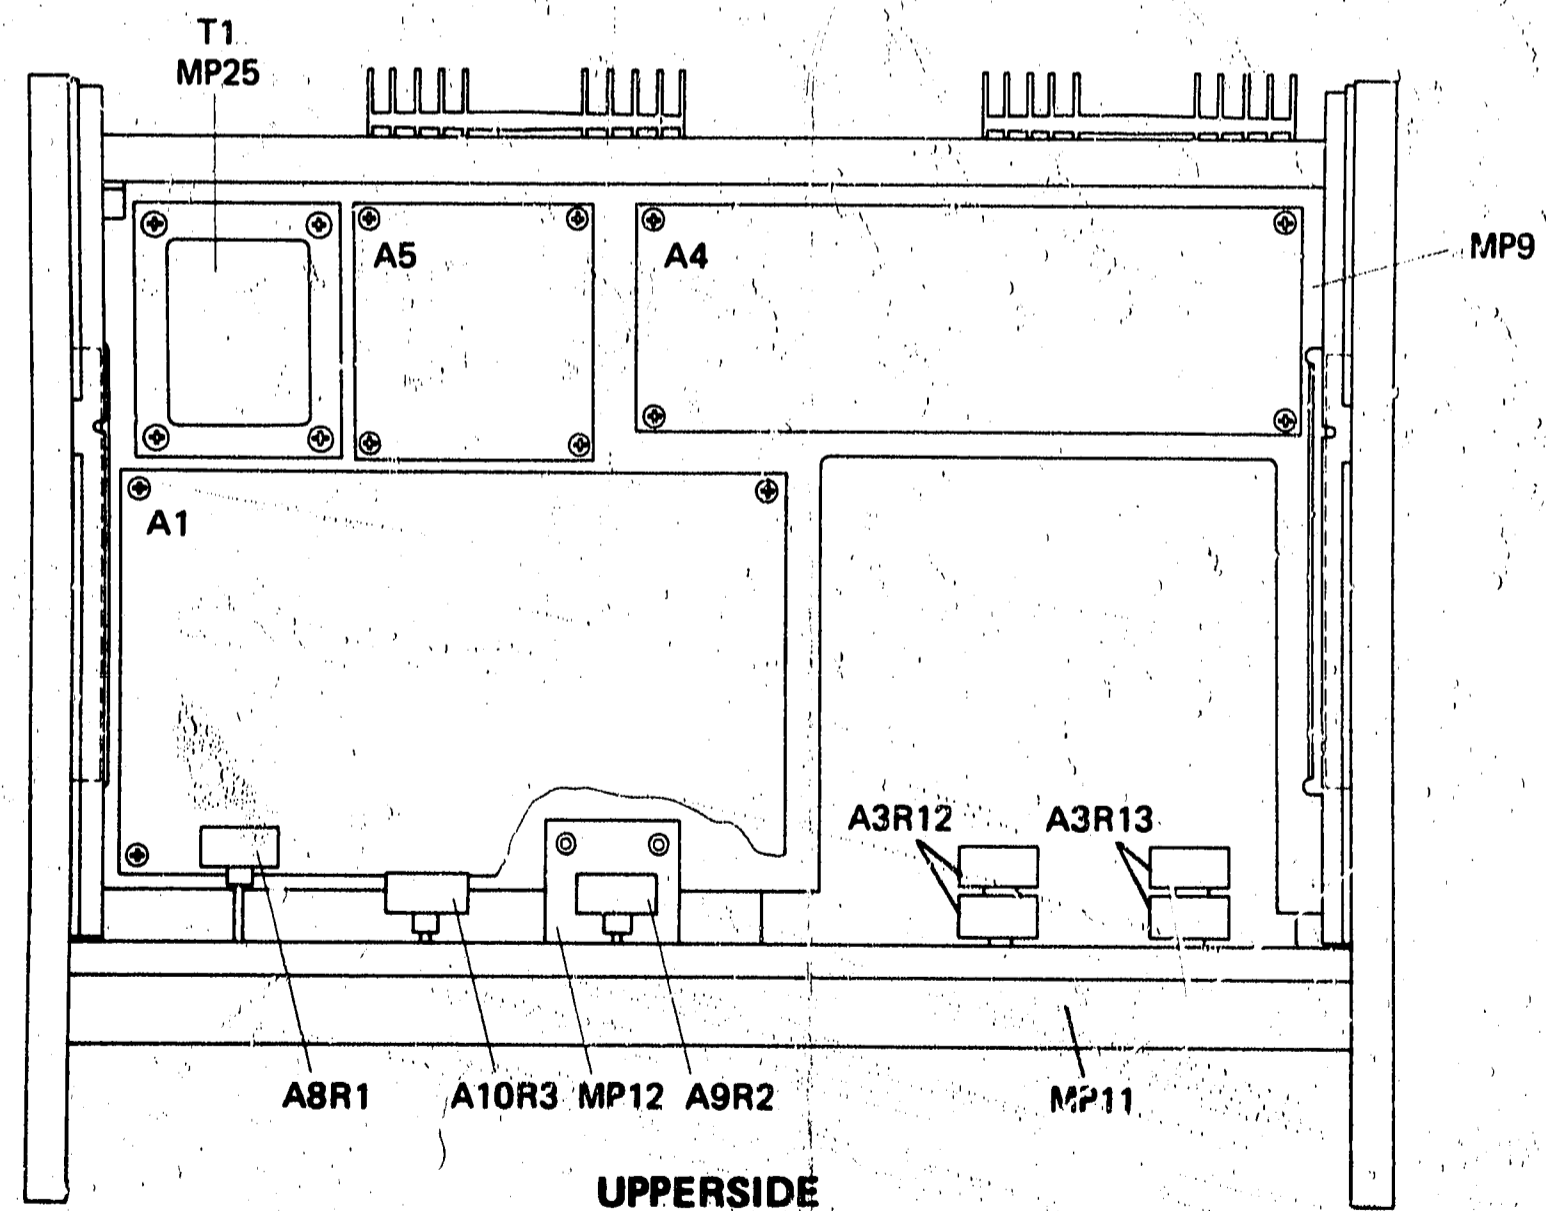 T1
MP25
A5
A4
MP9
A1
A3R12 A3R13
A8R1 A10R3 MP12 A9R2 MP11
UPPERSIDE